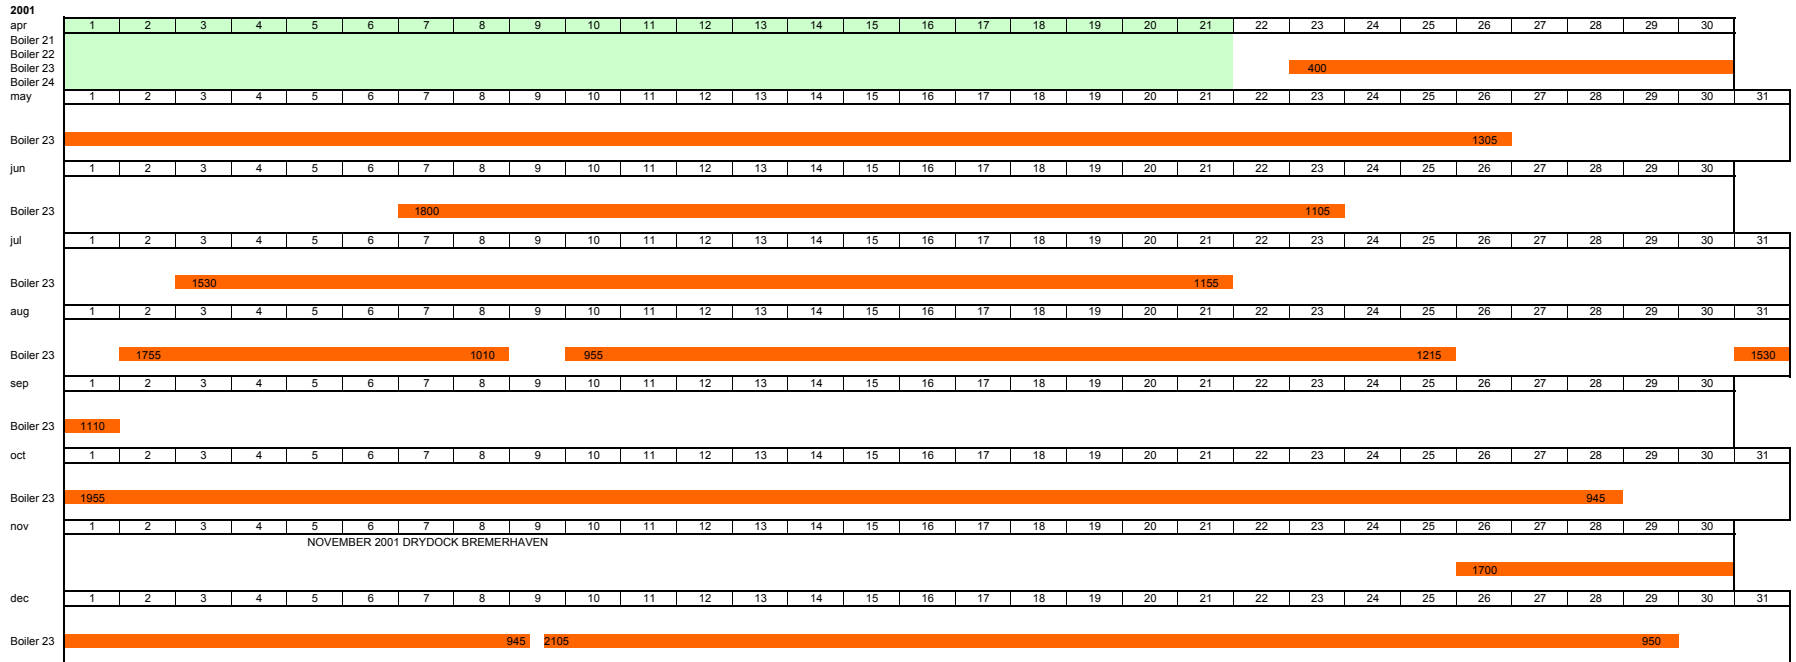 2001
apr 1 2 3 4 5 6 7 8 9 10 11 12 13 14 15 16 17 18 19 20 21 22 23 24 25 26 27 28 29 30
Boiler 21
Boiler 22
Boiler 23 400
Boiler 24
may 1 2 3 4 5 6 7 8 9 10 11 12 13 14 15 16 17 18 19 20 21 22 23 24 25 26 27 28 29 30 31
Boiler 23 1305
jun 1 2 3 4 5 6 7 8 9 10 11 12 13 14 15 16 17 18 19 20 21 22 23 24 25 26 27 28 29 30
Boiler 23 1800 1105
jul 1 2 3 4 5 6 7 8 9 10 11 12 13 14 15 16 17 18 19 20 21 22 23 24 25 26 27 28 29 30 31
Boiler 23 1530 1155
aug 1 2 3 4 5 6 7 8 9 10 11 12 13 14 15 16 17 18 19 20 21 22 23 24 25 26 27 28 29 30 31
Boiler 23 1755 1010 955 1215 1530
sep 1 2 3 4 5 6 7 8 9 10 11 12 13 14 15 16 17 18 19 20 21 22 23 24 25 26 27 28 29 30
Boiler 23 1110
oct 1 2 3 4 5 6 7 8 9 10 11 12 13 14 15 16 17 18 19 20 21 22 23 24 25 26 27 28 29 30 31
Boiler 23 1955 945
nov 1 2 3 4 5 6 7 8 9 10 11 12 13 14 15 16 17 18 19 20 21 22 23 24 25 26 27 28 29 30
NOVEMBER 2001 DRYDOCK BREMERHAVEN
1700
dec 1 2 3 4 5 6 7 8 9 10 11 12 13 14 15 16 17 18 19 20 21 22 23 24 25 26 27 28 29 30 31
Boiler 23 945 2105 950